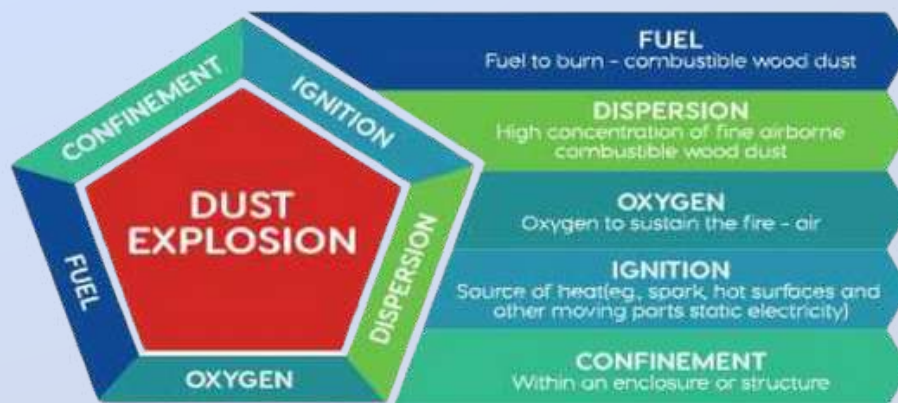 CONFINEMENT
IGNITION
DUST
EXPLOSION
FUEL
DISPERSION
OXYGEN
FUEL
Fuel to burn - combustible wood dust
DISPERSION
High concentration of fine airborne
combustible wood dust
OXYGEN
Oxygen to sustain the fire - air
IGNITION
Source of heat(eg., spark, hot surfaces and
other moving parts static electricity)
CONFINEMENT
Within an enclosure or structure